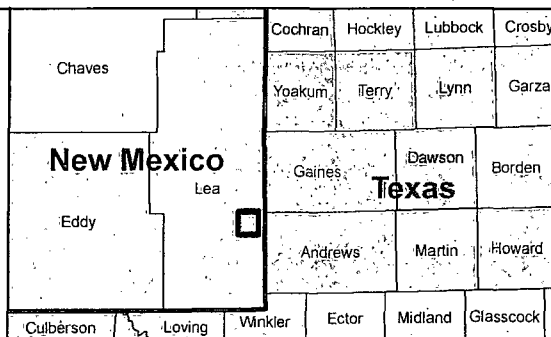 Cochran Hockley Lubbock Crosby
Chaves
Yoakum Terry Lynn Garza
New Mexico
Lea
Gaines Dawson Borden
Texas
Eddy
Andrews Martin Howard
Culberson Loving Winkler Ector Midland Glasscock